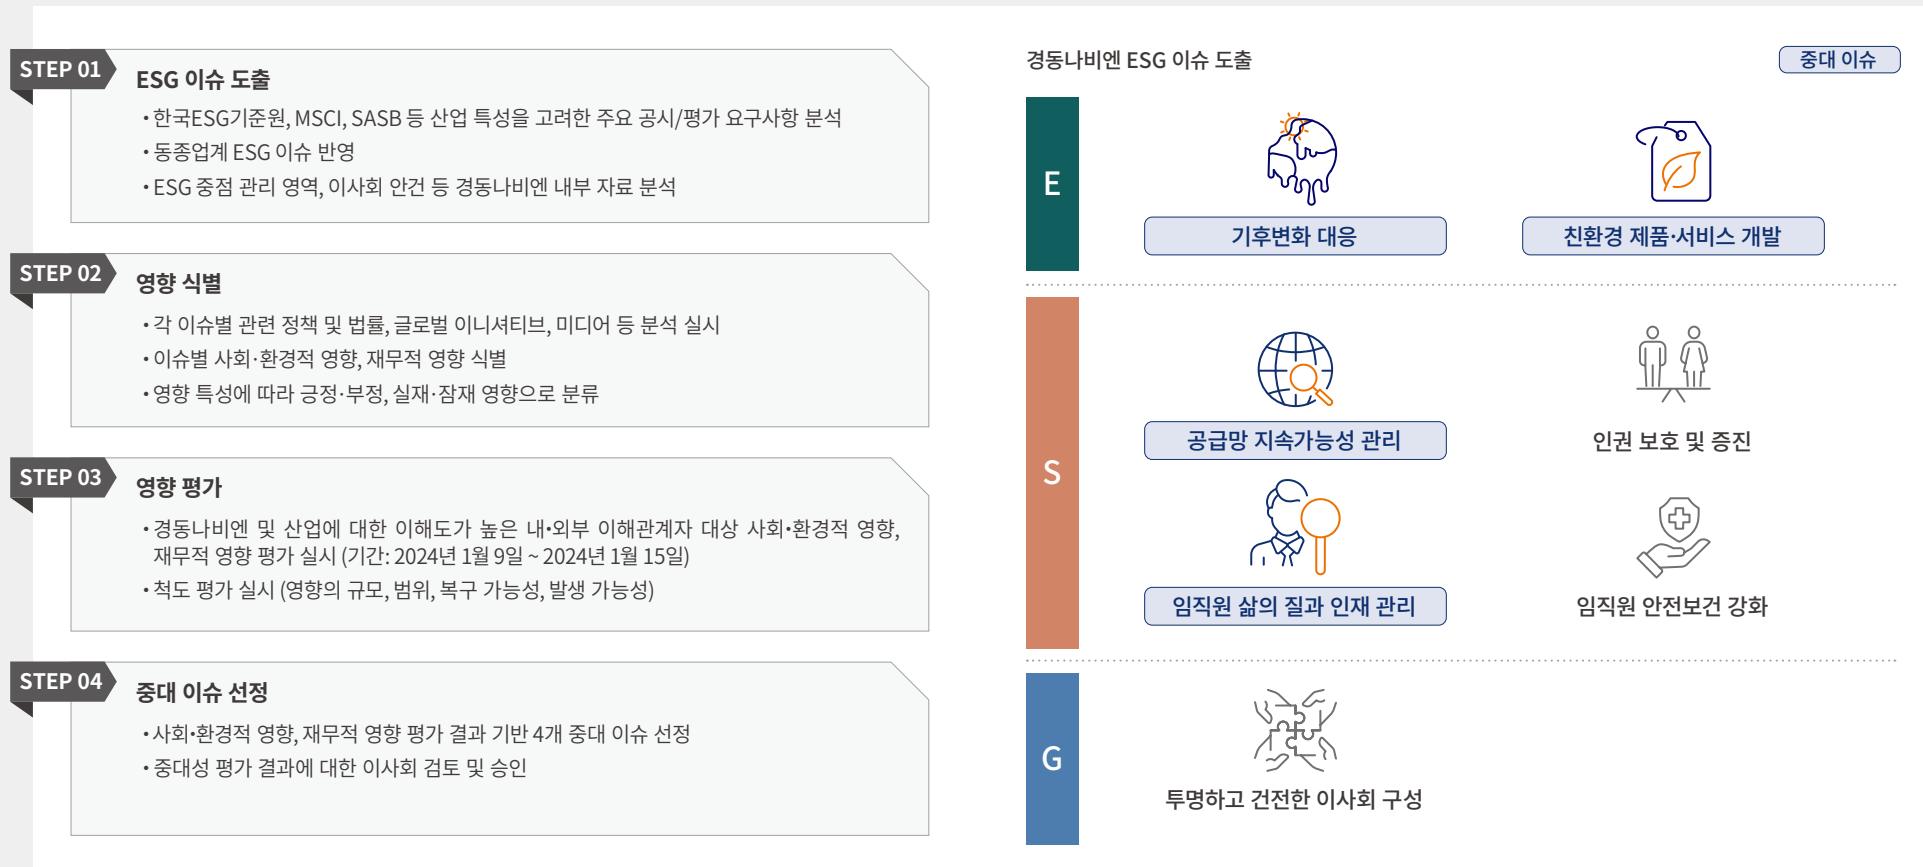 STEP 01
ESG 이슈 도출
• 한국ESG기준원, MSCI, SASB 등 산업 특성을 고려한 주요 공시/평가 요구사항 분석
• 동종업계 ESG 이슈 반영
• ESG 중점 관리 영역, 이사회 안건 등 경동나비엔 내부 자료 분석
STEP 02
영향 식별
• 각 이슈별 관련 정책 및 법률, 글로벌 이니셔티브, 미디어 등 분석 실시
• 이슈별 사회·환경적 영향, 재무적 영향 식별
• 영향 특성에 따라 긍정·부정, 실재·잠재 영향으로 분류
STEP 03
영향 평가
• 경동나비엔 및 산업에 대한 이해도가 높은 내•외부 이해관계자 대상 사회•환경적 영향,
재무적 영향 평가 실시 (기간: 2024년 1월 9일 ~ 2024년 1월 15일)
• 척도 평가 실시 (영향의 규모, 범위, 복구 가능성, 발생 가능성)
STEP 04
중대 이슈 선정
• 사회•환경적 영향, 재무적 영향 평가 결과 기반 4개 중대 이슈 선정
• 중대성 평가 결과에 대한 이사회 검토 및 승인
경동나비엔 ESG 이슈 도출
중대 이슈
E
기후변화 대응
친환경 제품·서비스 개발
S
공급망 지속가능성 관리
인권 보호 및 증진
임직원 삶의 질과 인재 관리
임직원 안전보건 강화
G
투명하고 건전한 이사회 구성